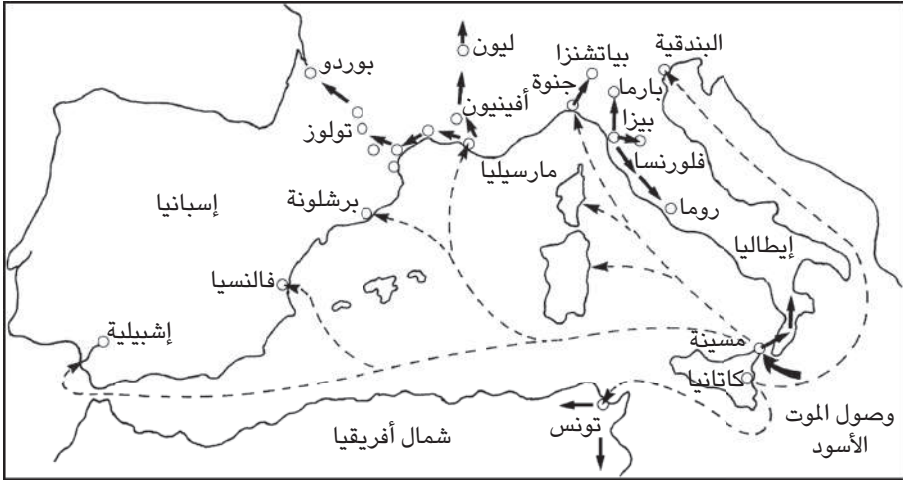 البندقية
بياتشنزا
ليون
بوردو
جنوة
بارما
أفينيون
بيزا
تولوز
فلورنسا
مارسيليا
روما
برشلونة
إسبانيا
إيطاليا
فالنسيا
إشبيلية
مسينة
كاتانيا
وصول الموت
الأسود
تونس
شمال أفريقيا